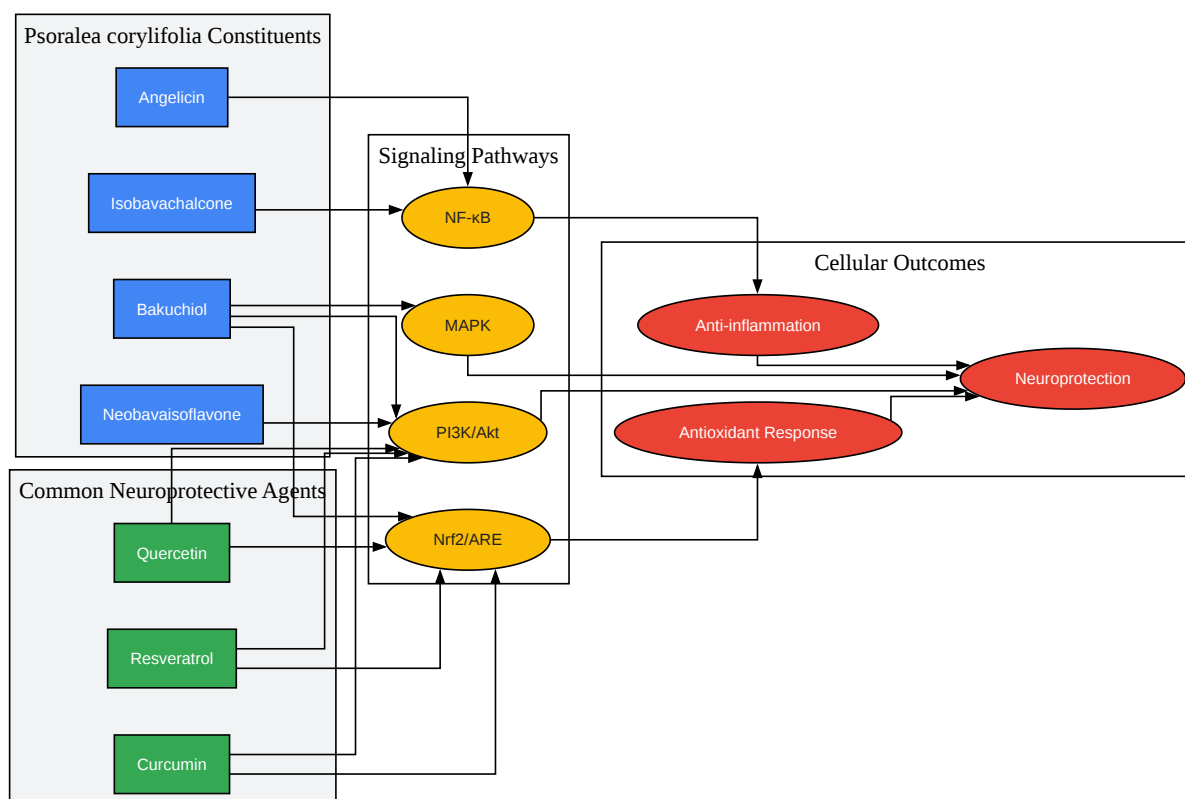 Psoralea corylifolia Constituents
Angelicin
Isobavachalcone
Bakuchiol
Neobavaisoflavone
Common Neuroprotective Agents
Quercetin
Resveratrol
Curcumin
Signaling Pathways
NF-κB
MAPK
PI3K/Akt
Nrf2/ARE
Cellular Outcomes
Anti-inflammation
Neuroprotection
Antioxidant Response